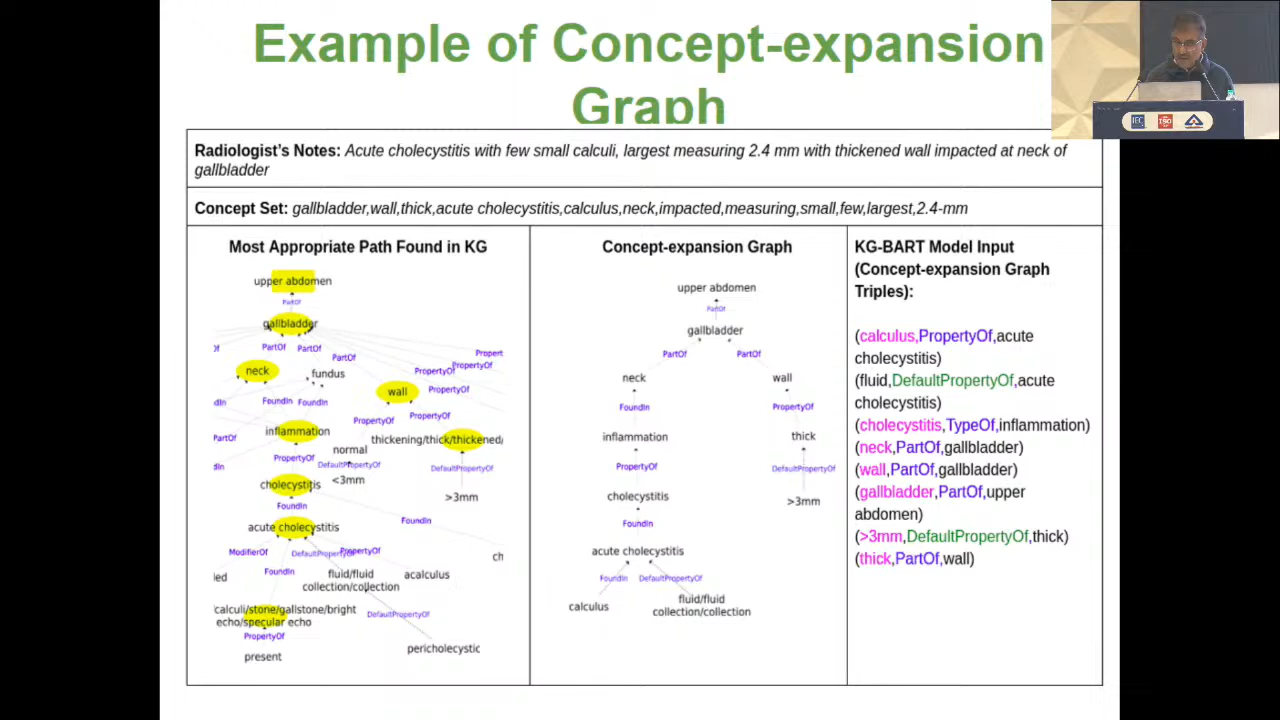 Example of Concept-expansion
Graph
IEC
ISO
Radiologist's Notes: Acute cholecystitis with few small calculi, largest measuring 2.4 mm with thickened wall impacted at neck of
gallbladder
Concept Set: gallbladder,wall,thick,acute cholecystitis,calculus,neck,impacted,measuring,small,few,largest,2.4-mm
Most Appropriate Path Found in KG
upper abdomen
PartOf
gallbladder
Of
PartOf
PartOf
PartOf
Propert
PropertyOf
PropertyOf
neck
fundus
wall
PropertyOf
dIn
FoundIn
FoundIn
PropertyOf
PropertyOf
PartOf
inflammation
thickening/thick/thickened/
normal
PropertyOf
DefaultPropertyOf
DefaultPropertyOf
dIn
<3mm
cholecystitis
>3mm
FoundIn
FoundIn
acute cholecystitis
ModifierOf
DefaultPropertyOf
PropertyOf
ch
FoundIn
led
fluid/fluid
collection/collection
acalculus
calculi/stone/gallstone/bright
echo/specular echo
DefaultPropertyOf
PropertyOf
present
pericholecystic
Concept-expansion Graph
upper abdomen
PartOf
gallbladder
PartOf
PartOf
neck
wall
FoundIn
PropertyOf
inflammation
thick
PropertyOf
DefaultPropertyOf
cholecystitis
>3mm
FoundIn
acute cholecystitis
FoundIn
DefaultPropertyOf
calculus
fluid/fluid
collection/collection
KG-BART Model Input
(Concept-expansion Graph
Triples):
(calculus,PropertyOf,acute
cholecystitis)
(fluid,DefaultPropertyOf,acute
cholecystitis)
(cholecystitis,TypeOf,inflammation)
(neck,PartOf,gallbladder)
(wall,PartOf,gallbladder)
(gallbladder,PartOf,upper
abdomen)
(>3mm,DefaultPropertyOf,thick)
(thick,PartOf,wall)